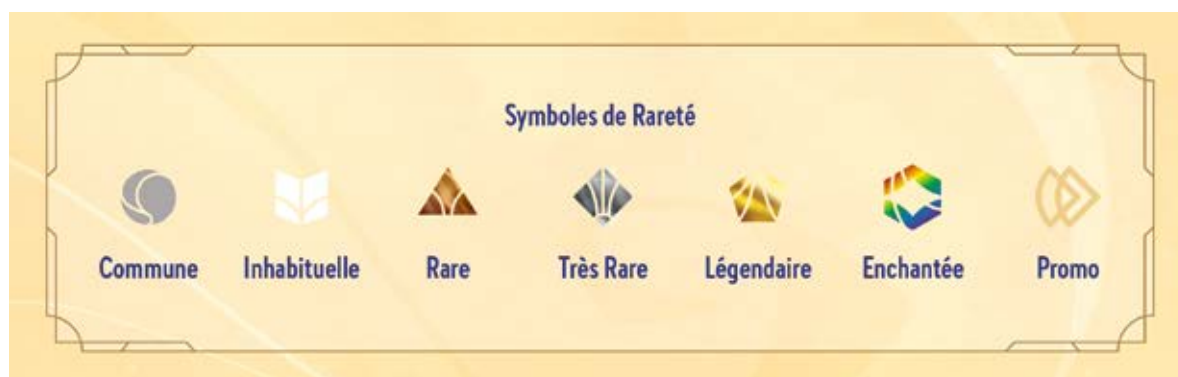 Symboles de Rareté
Commune Inhabituelle Rare Très Rare Légendaire Enchantée Promo